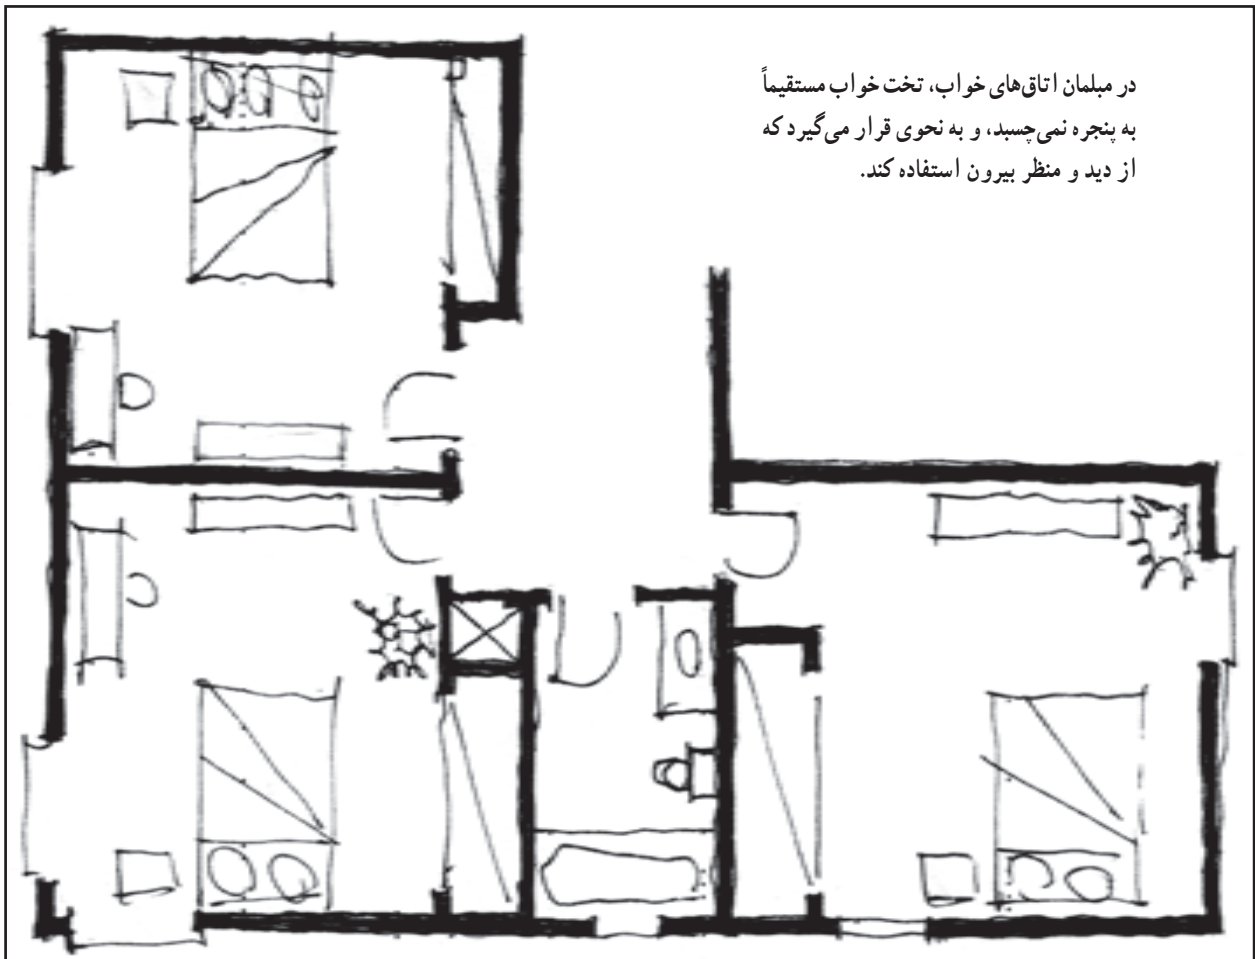 در مبلمان اتاق‌های خواب، تخت خواب مستقیماً
به پنجره نمی‌چسبد، و به نحوی قرار می‌گیرد که
از دید و منظر بیرون استفاده کند.